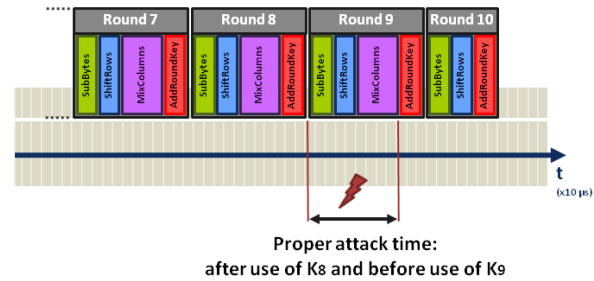 Round 7 Round 8 Round 9 Round 10
SubBytes ShiftRows MixColumns AddRoundKey SubBytes ShiftRows MixColumns AddRoundKey SubBytes ShiftRows MixColumns AddRoundKey SubBytes ShiftRows AddRoundKey
t
(x10 µs)
Proper attack time:
after use of K8 and before use of K9